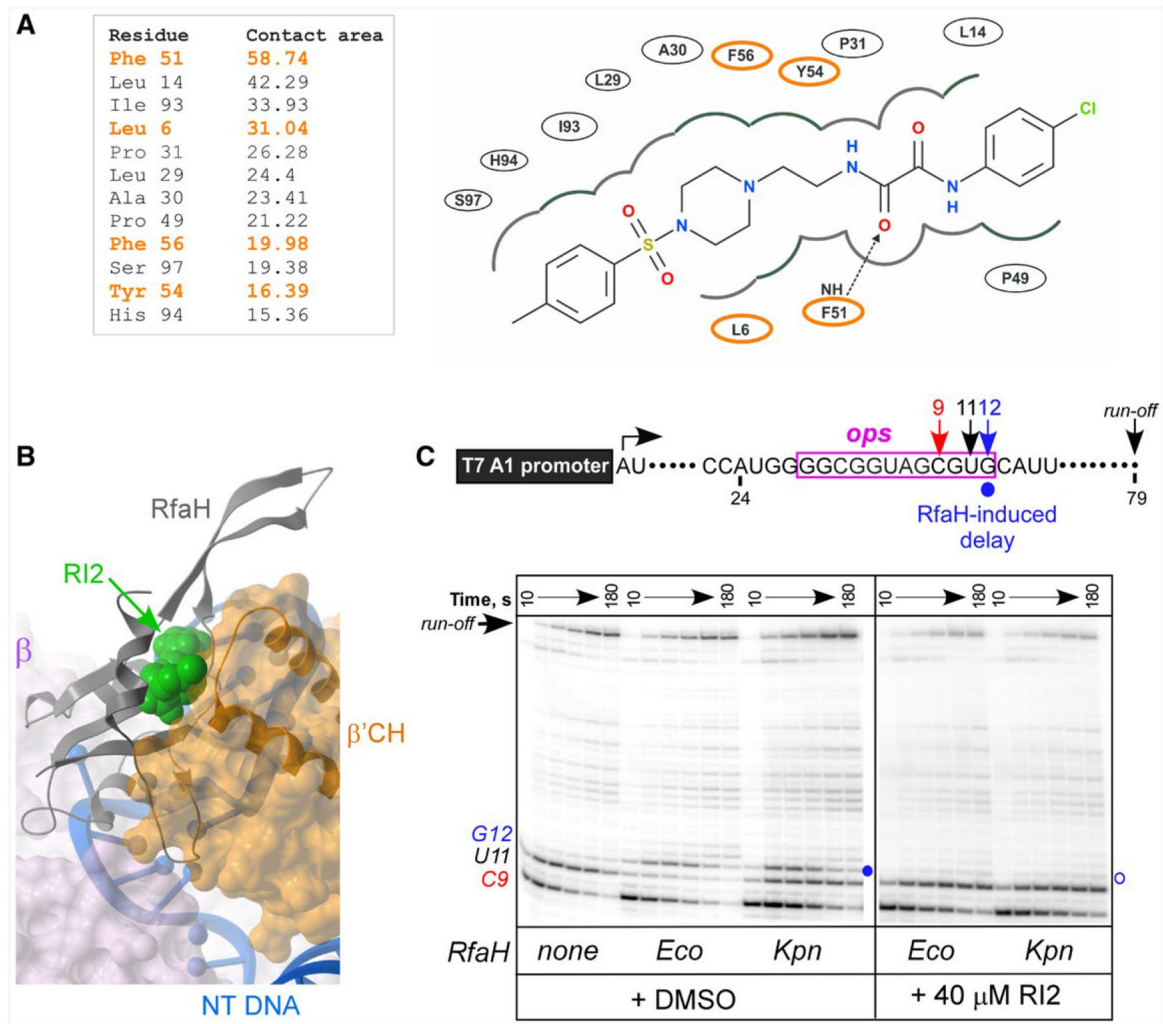 A
Residue Contact area
Phe 51 58.74
Leu 14 42.29
Ile 93 33.93
Leu 6 31.04
Pro 31 26.28
Leu 29 24.4
Ala 30 23.41
Pro 49 21.22
Phe 56 19.98
Ser 97 19.38
Tyr 54 16.39
His 94 15.36
L14
A30 F56 Y54 P31
L29
I93
H94
S97
Cl
O
H
N
O
N
H
N
O
N
S
O
O
P49
NH
F51
L6
B
RfaH
RI2
β
β'CH
NT DNA
C
9 11 12 run-off
ops
T7 A1 promoter AU•••••CCAUGGGGCGGUAGCGUGCAUU••••••••
24 79
RfaH-induced
delay
Time, s 10 180 10 180 10 180 10 180 10 180
run-off
G12
U11
C9
RfaH none Eco Kpn Eco Kpn
+ DMSO + 40 μM RI2